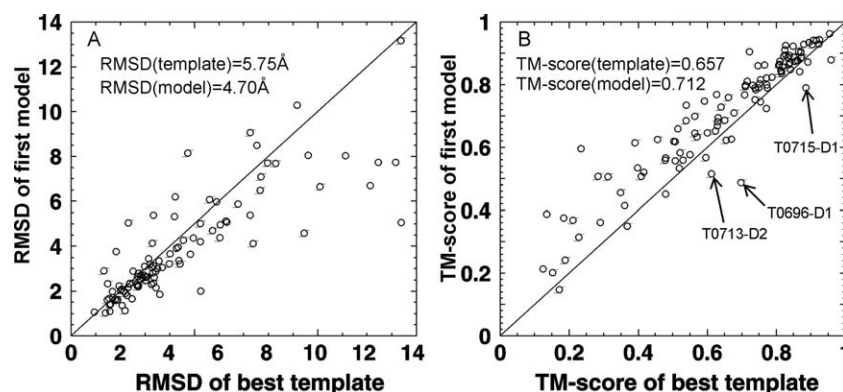 A
RMSD(template)=5.75Å
RMSD(model)=4.70Å
RMSD of first model
14
12
10
8
6
4
2
0
0 2 4 6 8 10 12 14
RMSD of best template
B
TM-score(template)=0.657
TM-score(model)=0.712
TM-score of first model
1
0.8
0.6
0.4
0.2
0
T0715-D1
T0696-D1
T0713-D2
0 0.2 0.4 0.6 0.8 1
TM-score of best template